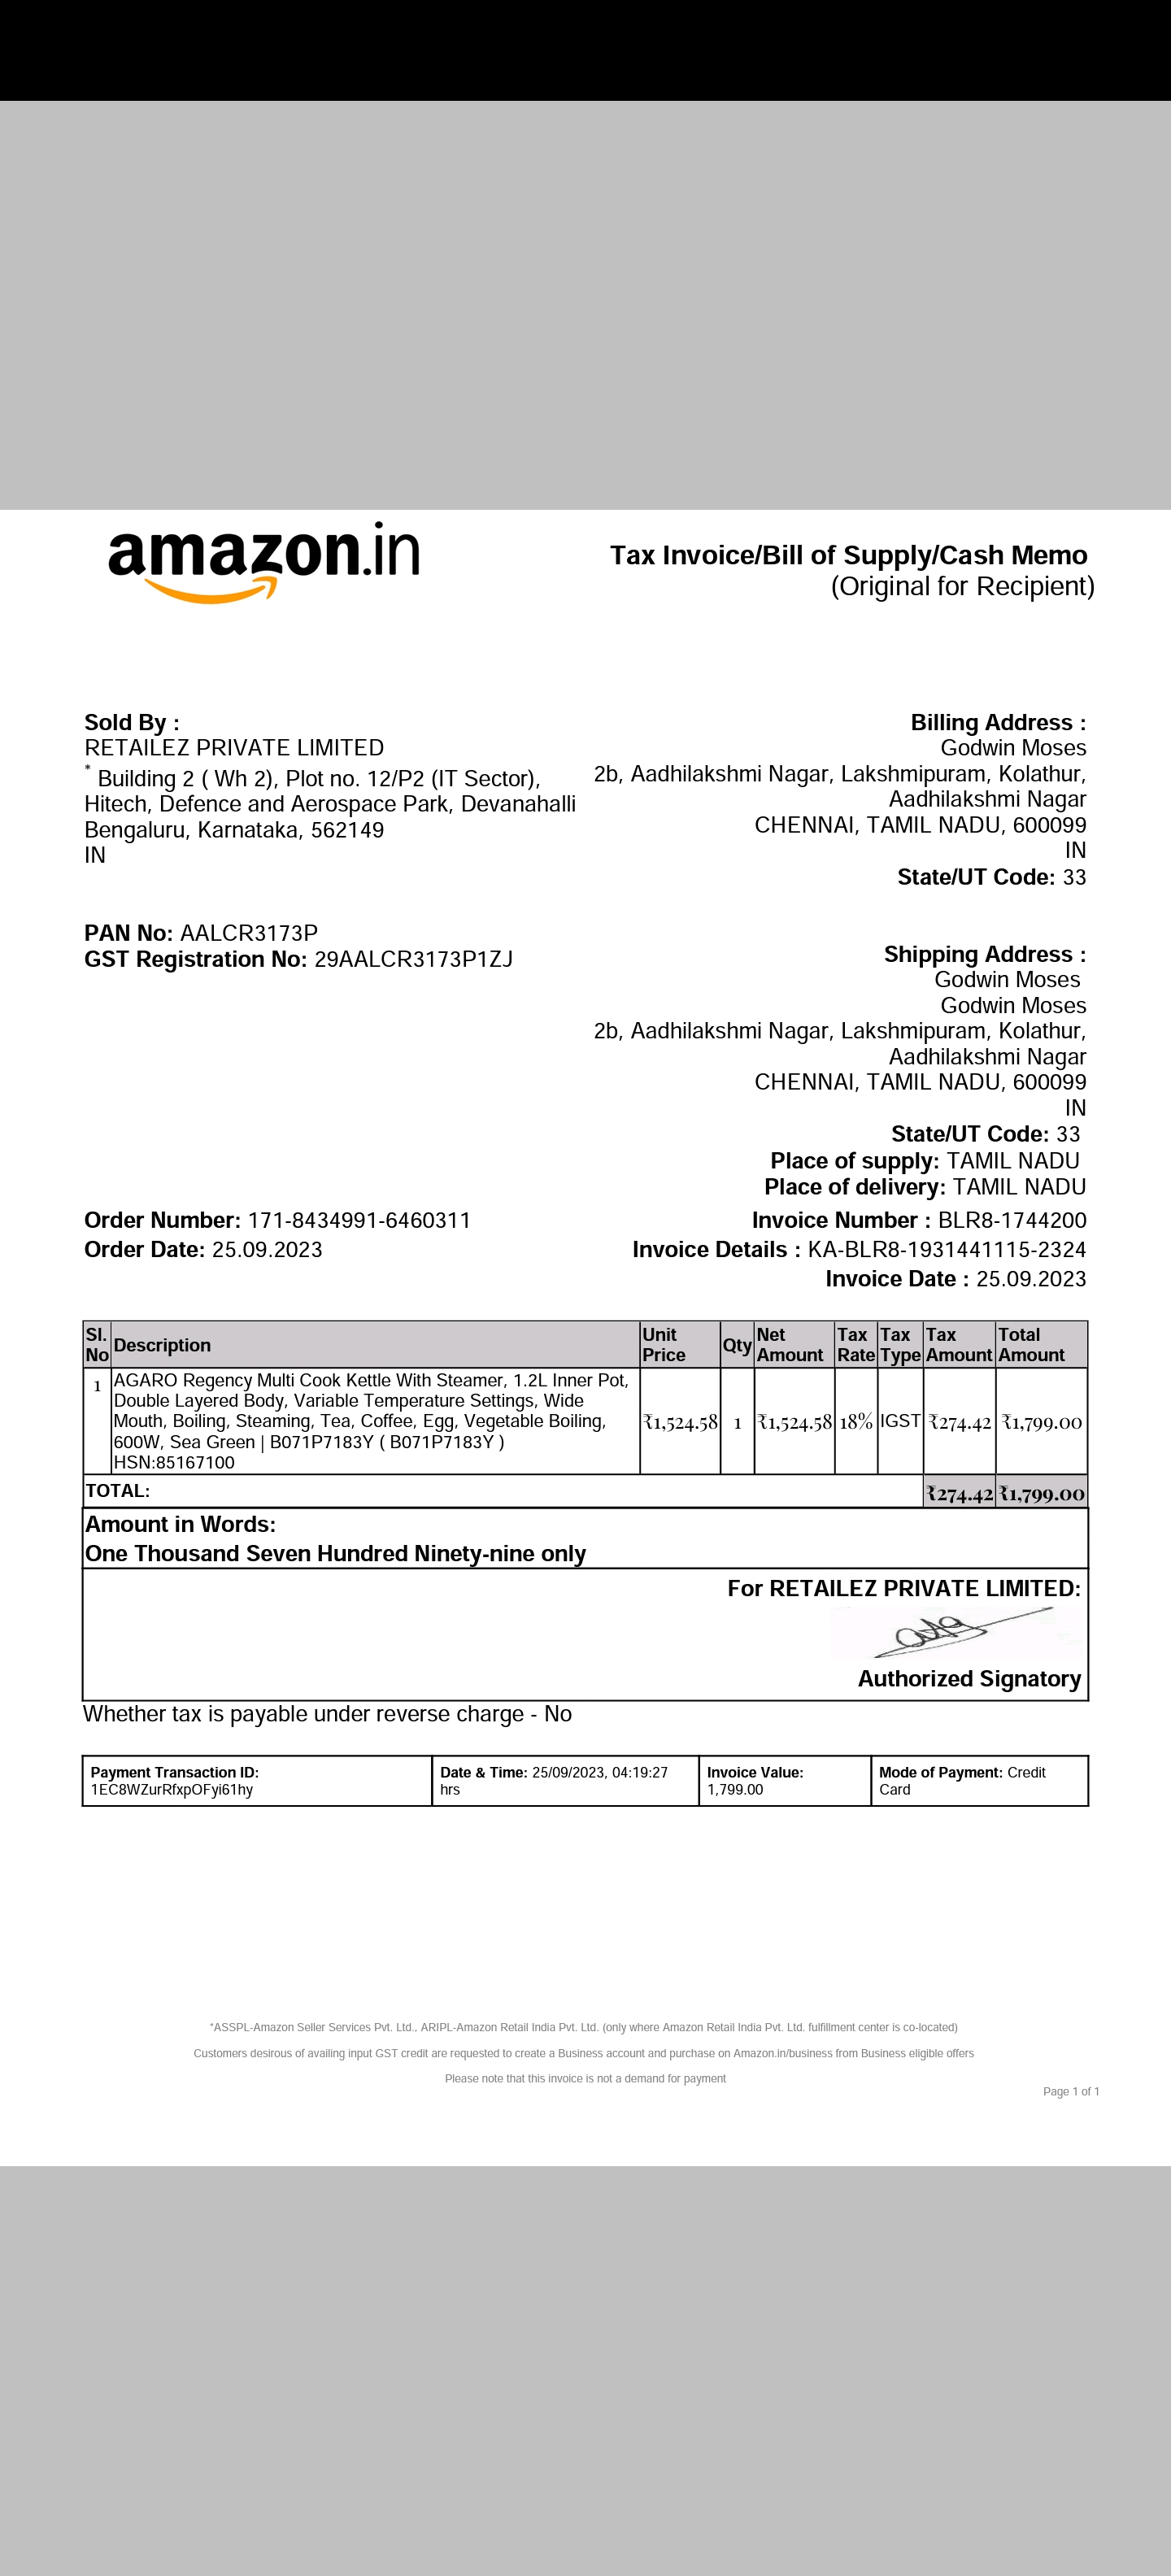 amazon.in
Tax Invoice/Bill of Supply/Cash Memo
(Original for Recipient)
Sold By :
RETAILEZ PRIVATE LIMITED
* Building 2 ( Wh 2), Plot no. 12/P2 (IT Sector),
Hitech, Defence and Aerospace Park, Devanahalli
Bengaluru, Karnataka, 562149
IN
PAN No: AALCR3173P
GST Registration No: 29AALCR3173P1ZJ
Billing Address :
Godwin Moses
2b, Aadhilakshmi Nagar, Lakshmipuram, Kolathur,
Aadhilakshmi Nagar
CHENNAI, TAMIL NADU, 600099
IN
State/UT Code: 33
Shipping Address :
Godwin Moses
Godwin Moses
2b, Aadhilakshmi Nagar, Lakshmipuram, Kolathur,
Aadhilakshmi Nagar
CHENNAI, TAMIL NADU, 600099
IN
State/UT Code: 33
Place of supply: TAMIL NADU
Place of delivery: TAMIL NADU
Order Number: 171-8434991-6460311
Order Date: 25.09.2023
Invoice Number : BLR8-1744200
Invoice Details : KA-BLR8-1931441115-2324
Invoice Date : 25.09.2023
Sl. No Description Unit Price Qty Net Amount Tax Rate Tax Type Tax Amount Total Amount
1 AGARO Regency Multi Cook Kettle With Steamer, 1.2L Inner Pot,
Double Layered Body, Variable Temperature Settings, Wide
Mouth, Boiling, Steaming, Tea, Coffee, Egg, Vegetable Boiling,
600W, Sea Green | B071P7183Y ( B071P7183Y )
HSN:85167100
₹1,524.58 1 ₹1,524.58 18% IGST ₹274.42 ₹1,799.00
TOTAL: ₹274.42 ₹1,799.00
Amount in Words:
One Thousand Seven Hundred Ninety-nine only
For RETAILEZ PRIVATE LIMITED:
Authorized Signatory
Whether tax is payable under reverse charge - No
Payment Transaction ID:
1EC8WZurRfxpOFyi61hy
Date & Time: 25/09/2023, 04:19:27
hrs
Invoice Value:
1,799.00
Mode of Payment: Credit
Card
*ASSPL-Amazon Seller Services Pvt. Ltd., ARIPL-Amazon Retail India Pvt. Ltd. (only where Amazon Retail India Pvt. Ltd. fulfillment center is co-located)
Customers desirous of availing input GST credit are requested to create a Business account and purchase on Amazon.in/business from Business eligible offers
Please note that this invoice is not a demand for payment
Page 1 of 1